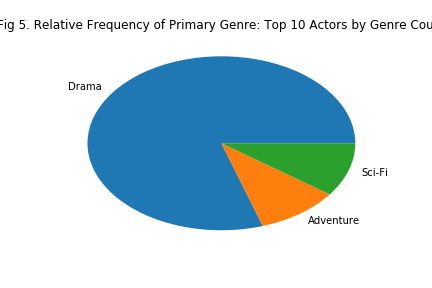 Fig 5. Relative Frequency of Primary Genre: Top 10 Actors by Genre Cou
Drama
Sci-Fi
Adventure